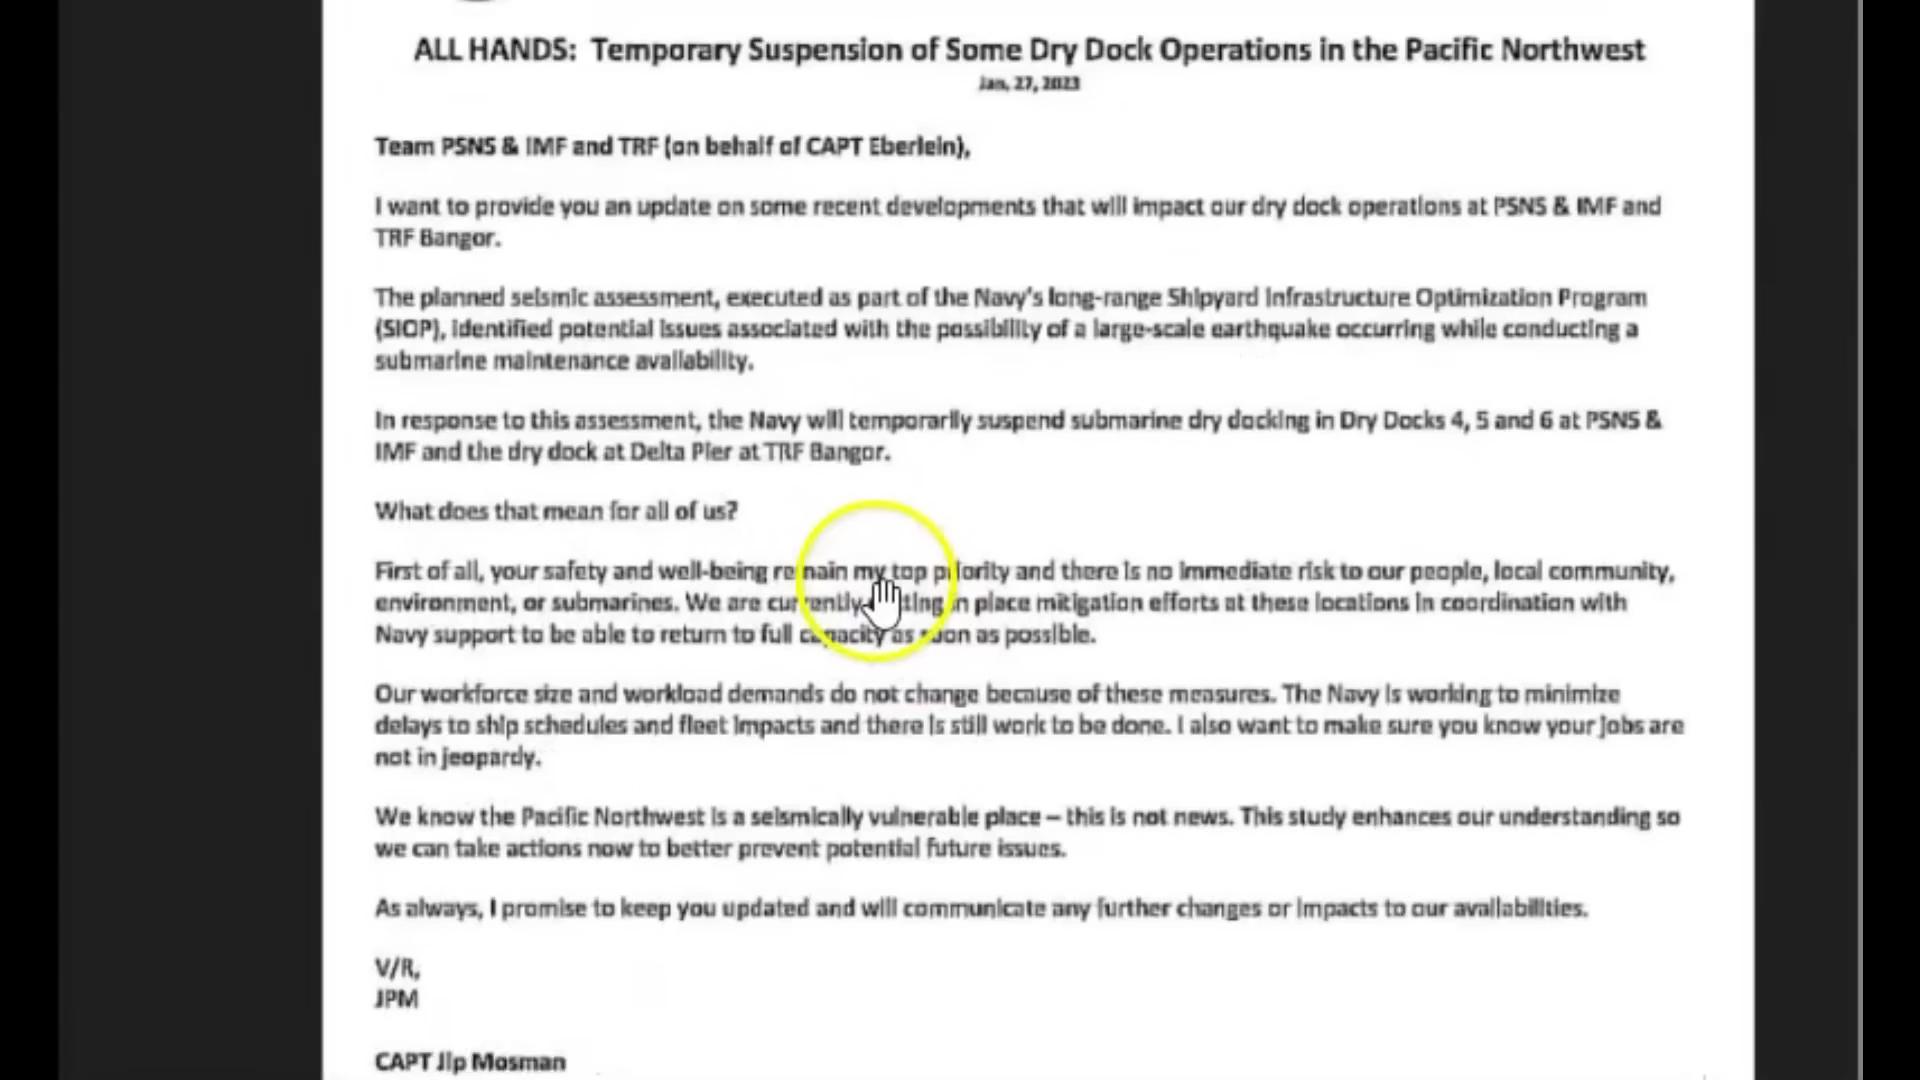 ALL HANDS: Temporary Suspension of Some Dry Dock Operations in the Pacific Northwest
Jan. 27, 2023
Team PSNS & IMF and TRF (on behalf of CAPT Eberlein),
I want to provide you an update on some recent developments that will impact our dry dock operations at PSNS & IMF and
TRF Bangor.
The planned seismic assessment, executed as part of the Navy's long-range Shipyard Infrastructure Optimization Program
(SIOP), identified potential issues associated with the possibility of a large-scale earthquake occurring while conducting a
submarine maintenance availability.
In response to this assessment, the Navy will temporarily suspend submarine dry docking in Dry Docks 4, 5 and 6 at PSNS &
IMF and the dry dock at Delta Pier at TRF Bangor.
What does that mean for all of us?
First of all, your safety and well-being remain my top priority and there is no immediate risk to our people, local community,
environment, or submarines. We are currently in place mitigation efforts at these locations in coordination with
Navy support to be able to return to full capacity as soon as possible.
Our workforce size and workload demands do not change because of these measures. The Navy is working to minimize
delays to ship schedules and fleet impacts and there is still work to be done. I also want to make sure you know your jobs are
not in jeopardy.
We know the Pacific Northwest is a seismically vulnerable place – this is not news. This study enhances our understanding so
we can take actions now to better prevent potential future issues.
As always, I promise to keep you updated and will communicate any further changes or impacts to our availabilities.
V/R,
JPM
CAPT Jip Mosman